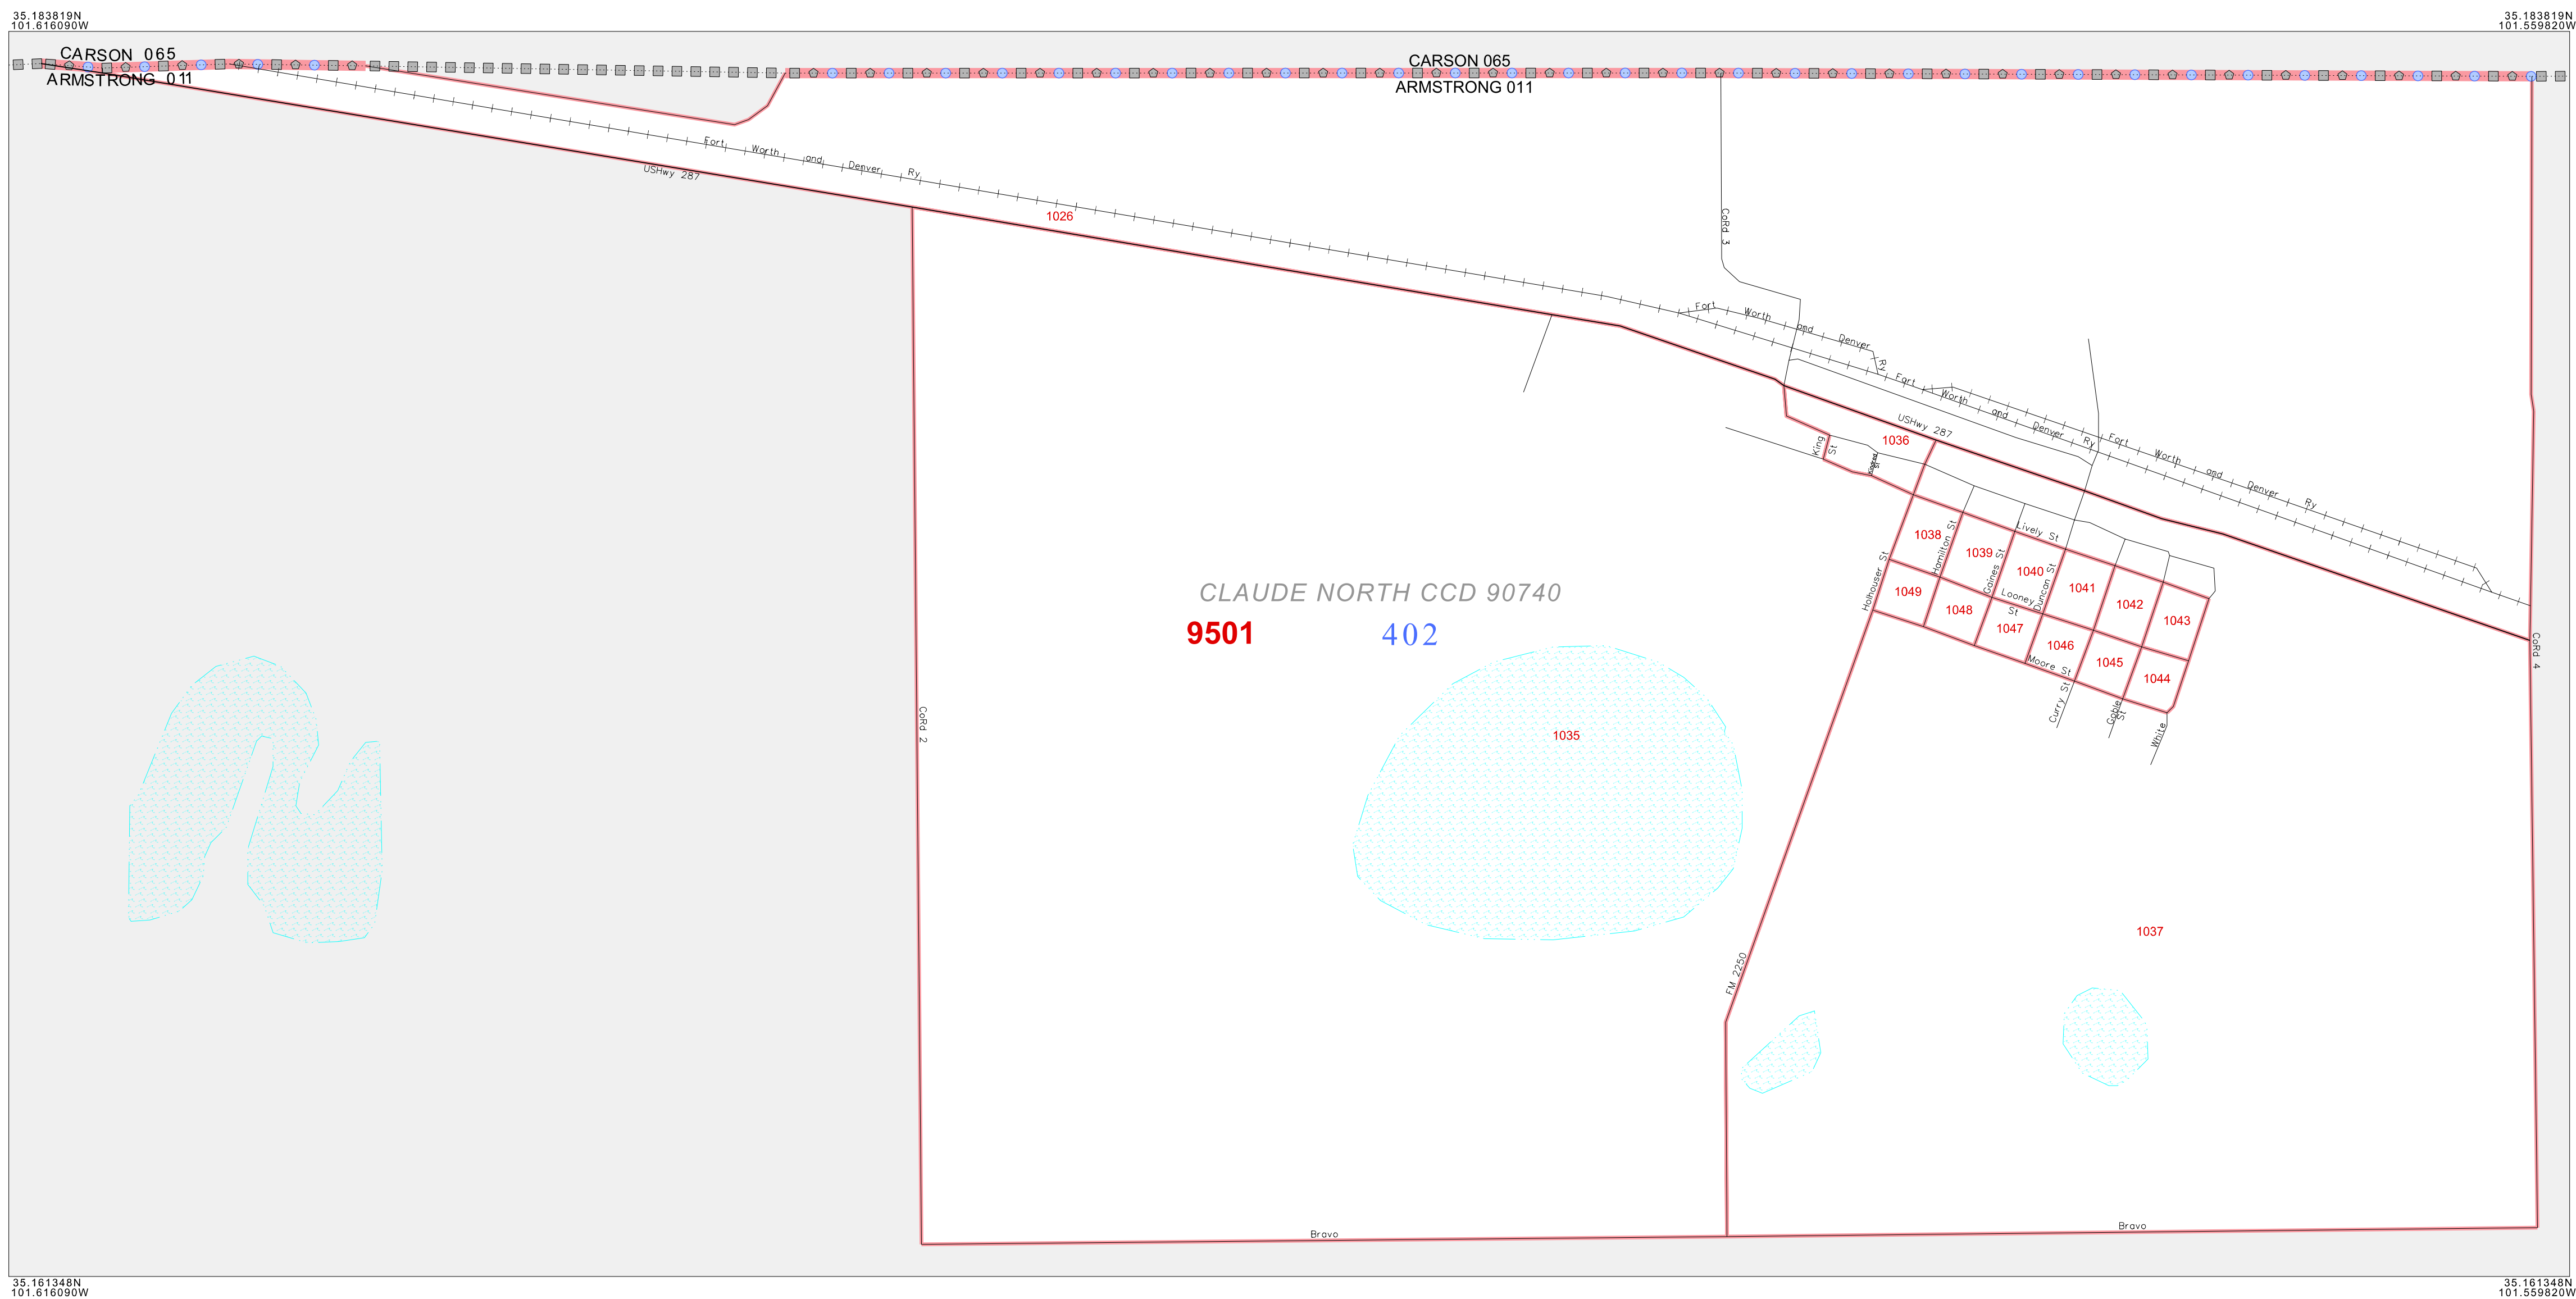 35.183819N
101.616090W
35.183819N
101.559820W
CARSON 065
ARMSTRONG 011
CARSON 065
ARMSTRONG 011
Fort Worth and Denver Ry
USHwy 287
1026
CoRd 3
Fort Worth and Denver Ry
Fort Worth and Denver Ry
Fort Worth and Denver Ry
USHwy 287
King St
1036
Lively St
1038
1039
1040
1041
1042
1043
Holhouser St
Hamilton St
Gaines St
Duncan St
Looney St
1049
1048
1047
1046
1045
1044
Moore St
Curry St
Goble St
White
CoRd 4
CLAUDE NORTH CCD 90740
9501
402
CoRd 2
1035
1037
FM 2250
Bravo
Bravo
35.161348N
101.616090W
35.161348N
101.559820W